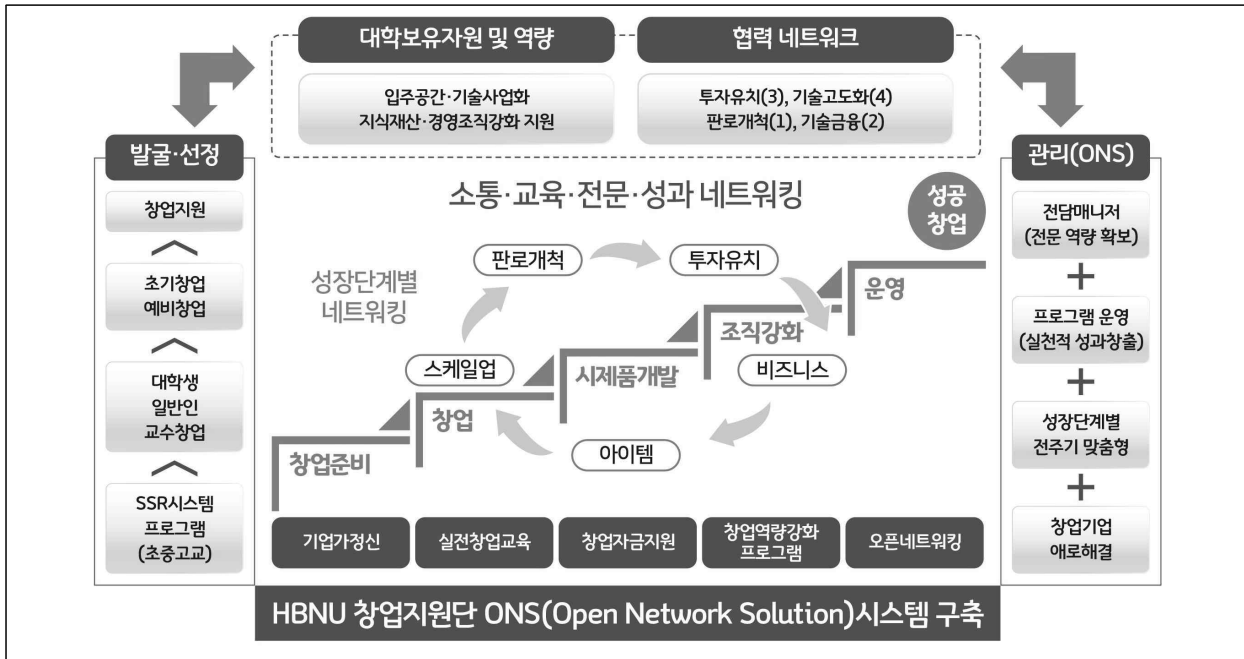 대학보유자원 및 역량
협력 네트워크
입주공간·기술사업화
지식재산·경영조직강화 지원
투자유치(3), 기술고도화(4)
판로개척(1), 기술금융(2)
발굴·선정
창업지원
초기창업
예비창업
대학생
일반인
교수창업
SSR시스템
프로그램
(초중고교)
소통·교육·전문·성과 네트워킹
성공
창업
성장단계별
네트워킹
판로개척
투자유치
스케일업
비즈니스
아이템
창업준비
창업
시제품개발
조직강화
운영
기업가정신
실전창업교육
창업자금지원
창업역량강화
프로그램
오픈네트워킹
관리(ONS)
전담매니저
(전문 역량 확보)
+
프로그램 운영
(실천적 성과창출)
+
성장단계별
전주기 맞춤형
+
창업기업
애로해결
HBNU 창업지원단 ONS(Open Network Solution)시스템 구축